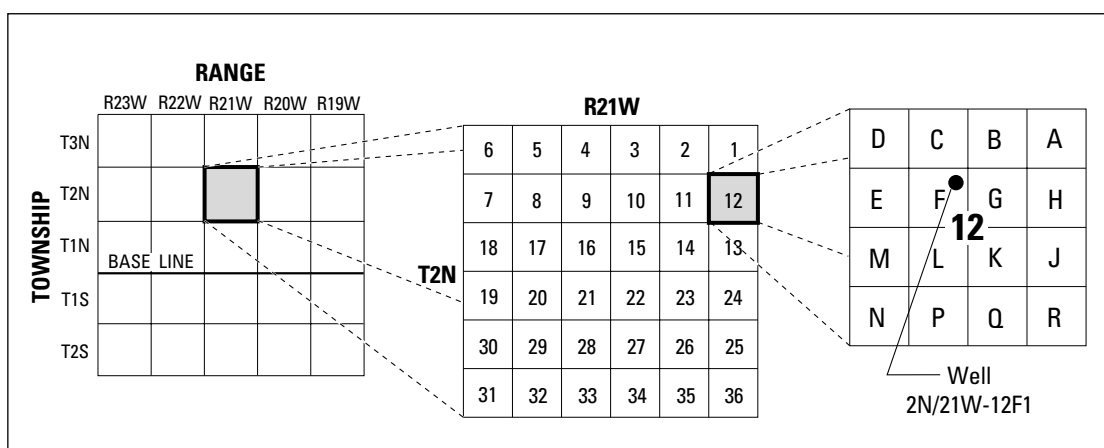 RANGE
R23W R22W R21W R20W R19W
TOWNSHIP
T3N
T2N
T1N
BASE LINE
T1S
T2S
R21W
T2N
6 5 4 3 2 1
7 8 9 10 11 12
18 17 16 15 14 13
19 20 21 22 23 24
30 29 28 27 26 25
31 32 33 34 35 36
D C B A
E F G H
12
M L K J
N P Q R
Well
2N/21W-12F1